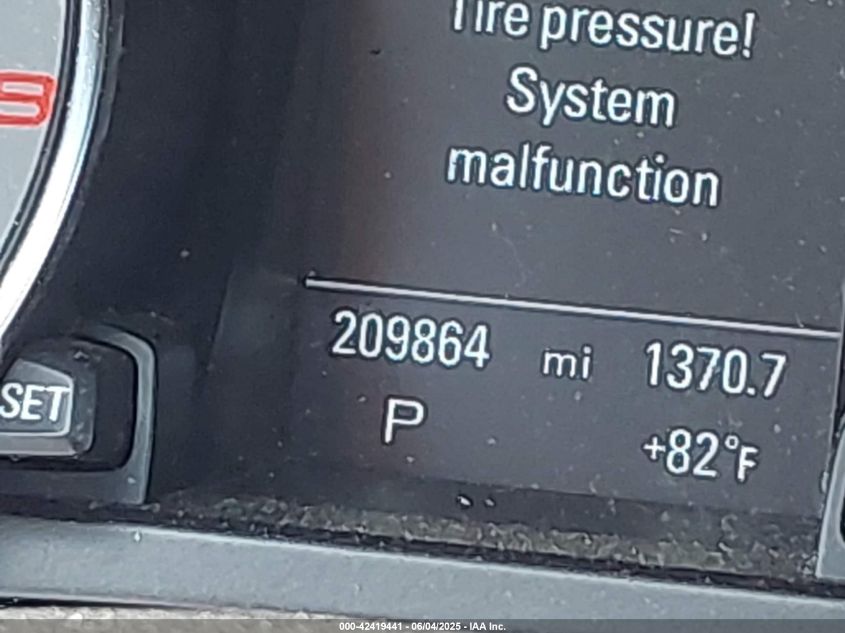 Tire pressure!
System
malfunction
209864 mi 1370.7
P +82°F
SET
000-42419441 - 06/04/2025 - IAA Inc.